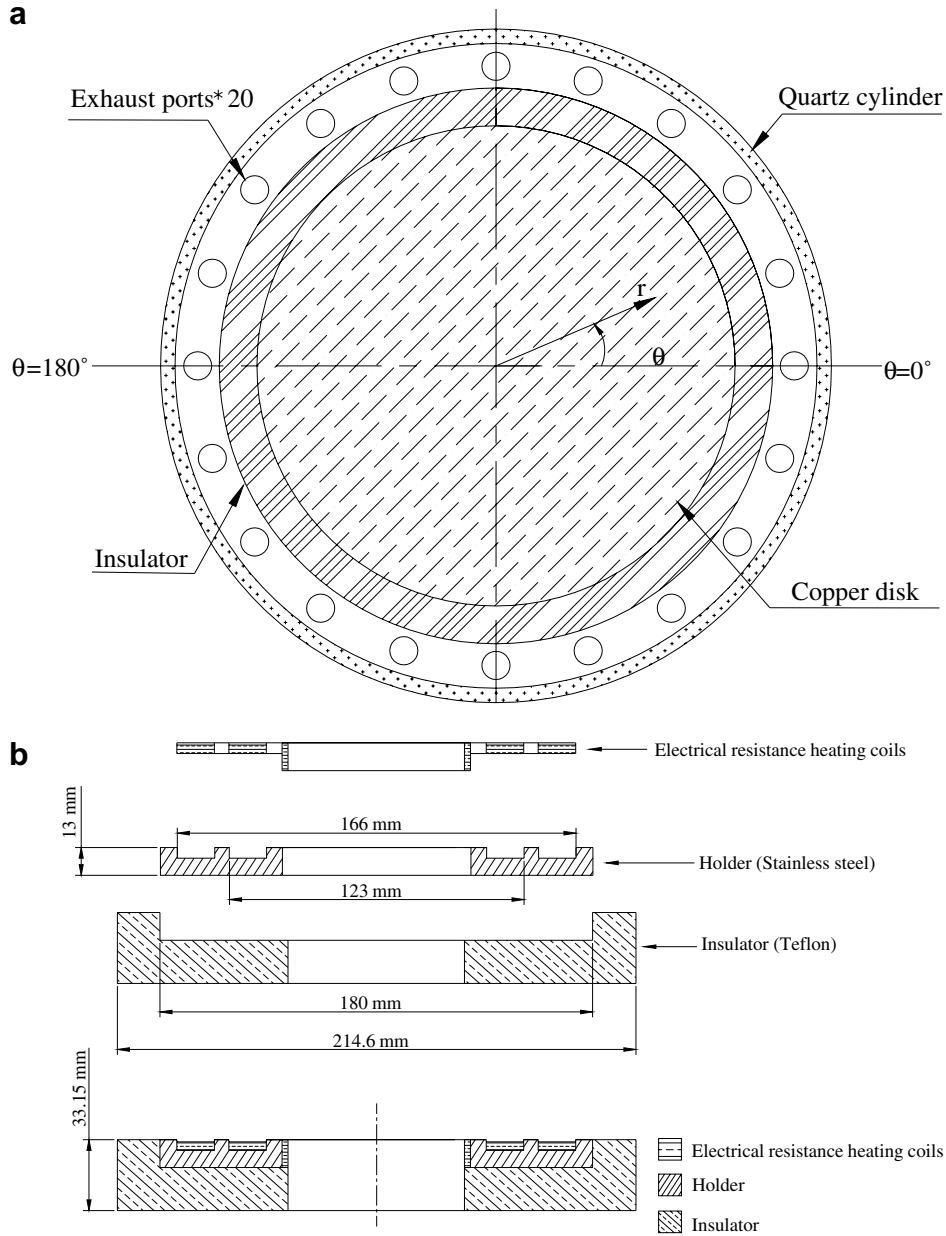 a
Exhaust ports* 20
Quartz cylinder
r
θ
θ=180°
θ=0°
Insulator
Copper disk
b
Electrical resistance heating coils
13 mm
166 mm
Holder (Stainless steel)
123 mm
Insulator (Teflon)
180 mm
214.6 mm
33.15 mm
Electrical resistance heating coils
Holder
Insulator